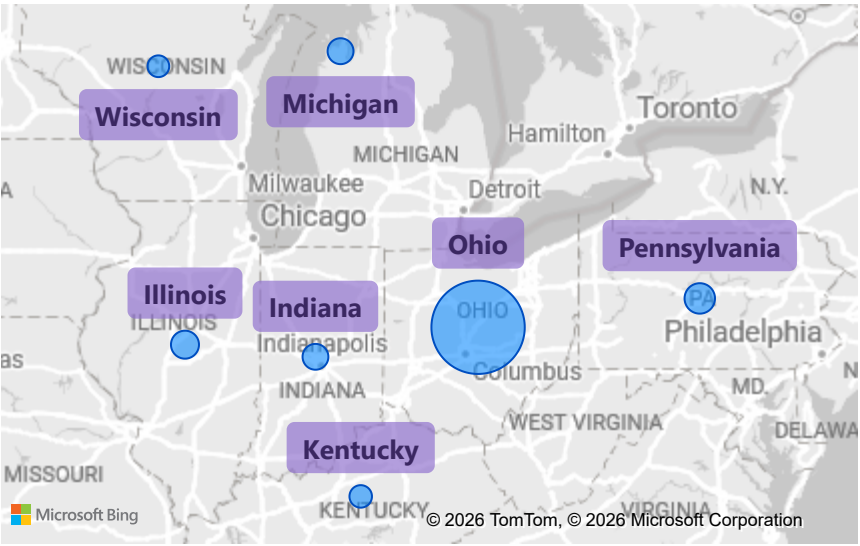 WISCONSIN
Wisconsin
Michigan
Toronto
Hamilton
MICHIGAN
Milwaukee
Detroit
N.Y.
A
Chicago
Ohio
Pennsylvania
Illinois
Indiana
OHIO
PA
ILLINOIS
Indianapolis
Philadelphia
as
Columbus
INDIANA
MD.
N
WEST VIRGINIA
DELAWA
Kentucky
MISSOURI
KENTUCKY
VIRGINIA
Microsoft Bing
© 2026 TomTom, © 2026 Microsoft Corporation